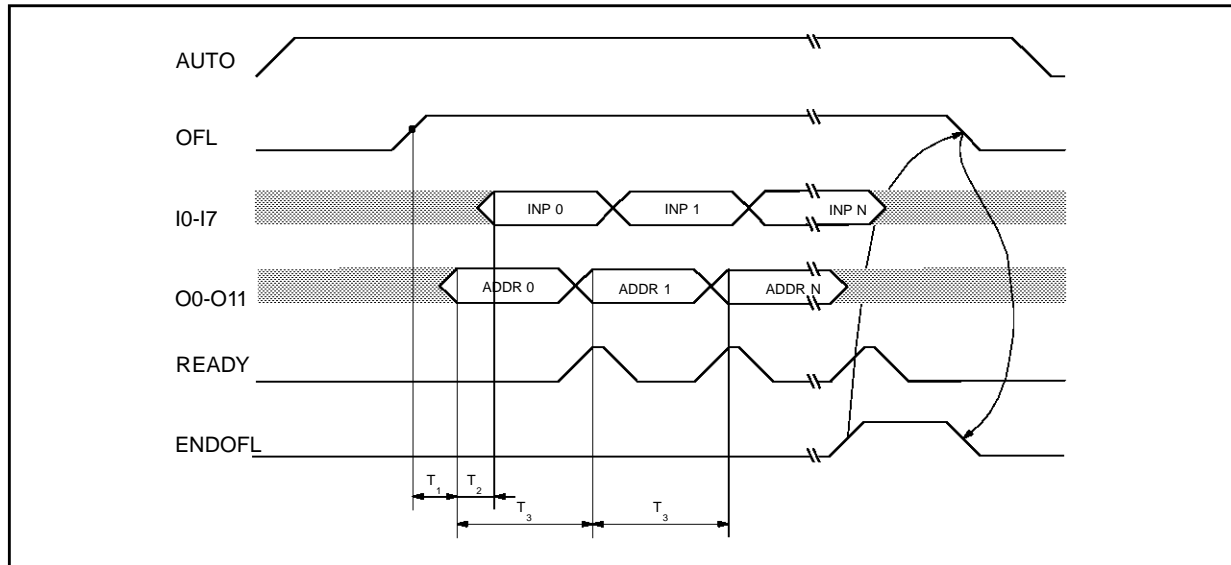 AUTO
OFL
I0-I7
INP 0 INP 1 INP N
O0-O11
ADDR 0 ADDR 1 ADDR N
READY
ENDOFL
T1 T2
T3 T3